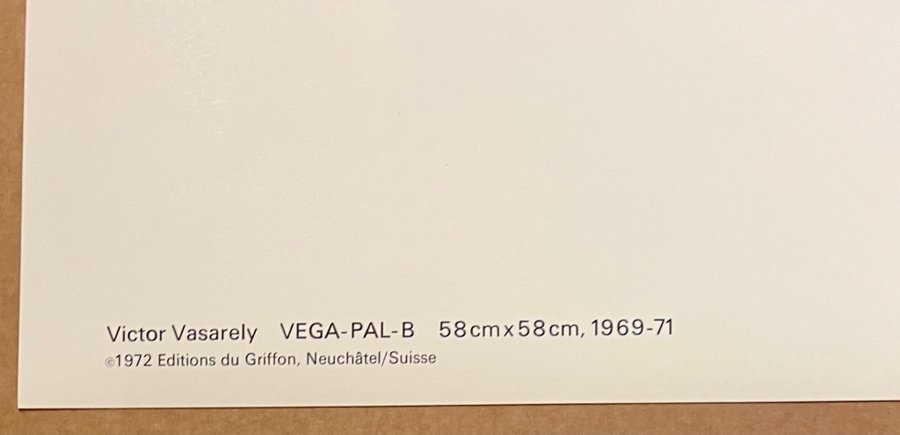 Victor Vasarely VEGA-PAL-B 58cm x 58cm, 1969-71
©1972 Editions du Griffon, Neuchâtel/Suisse